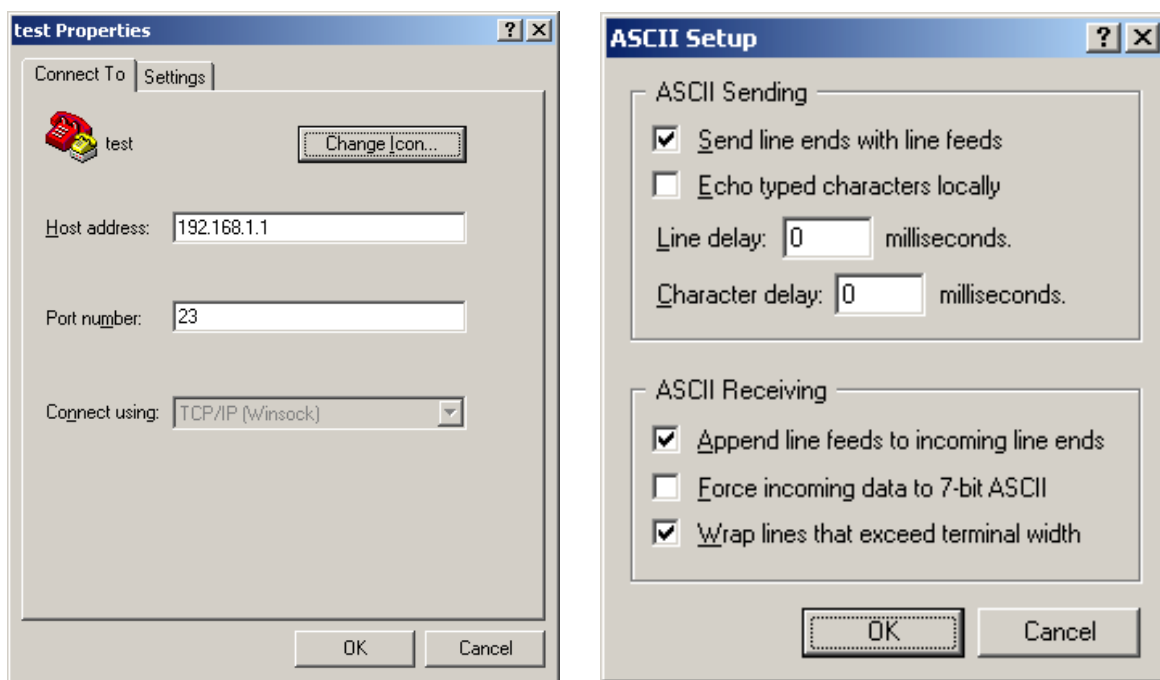 test Properties
Connect To
Settings
test
Change Icon...
Host address:
192.168.1.1
Port number:
23
Connect using:
TCP/IP (Winsock)
OK
Cancel
ASCII Setup
ASCII Sending
Send line ends with line feeds
Echo typed characters locally
Line delay: 0 milliseconds.
Character delay: 0 milliseconds.
ASCII Receiving
Append line feeds to incoming line ends
Force incoming data to 7-bit ASCII
Wrap lines that exceed terminal width
OK
Cancel